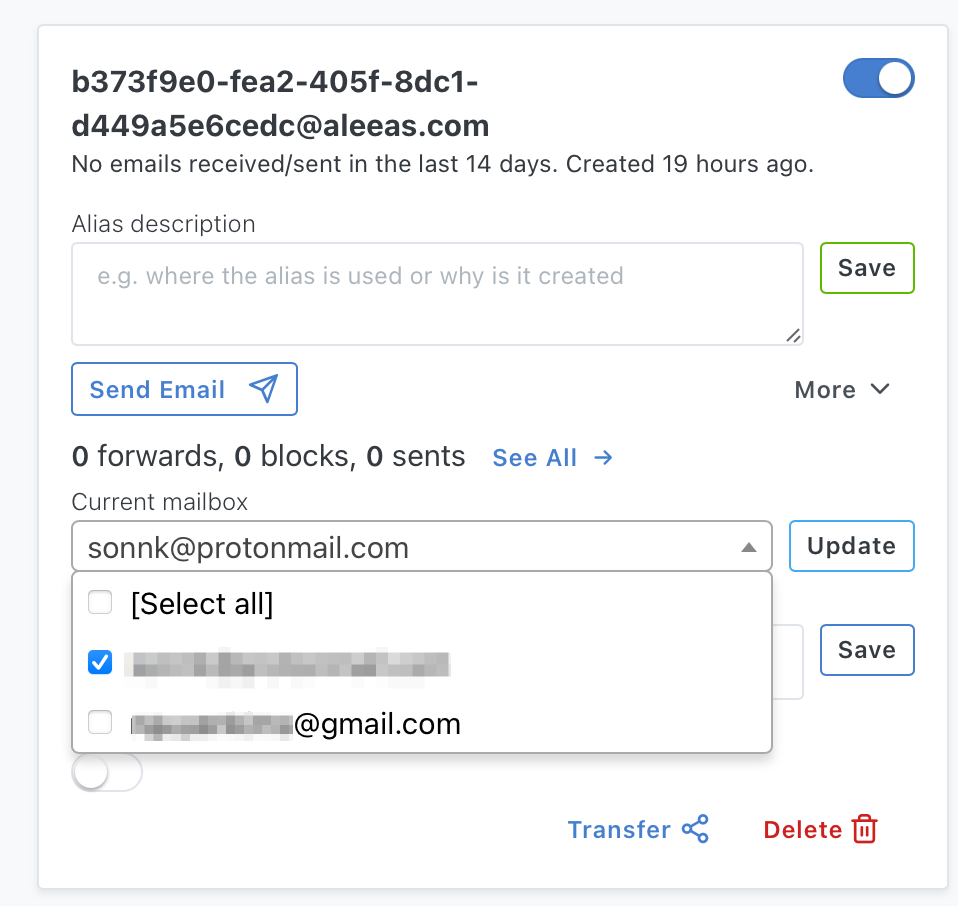 b373f9e0-fea2-405f-8dc1-
d449a5e6cedc@aleeas.com
No emails received/sent in the last 14 days. Created 19 hours ago.
Alias description
e.g. where the alias is used or why is it created
Save
Send Email
More
0 forwards, 0 blocks, 0 sents See All →
Current mailbox
sonnk@protonmail.com
Update
[Select all]
Save
@gmail.com
Transfer
Delete